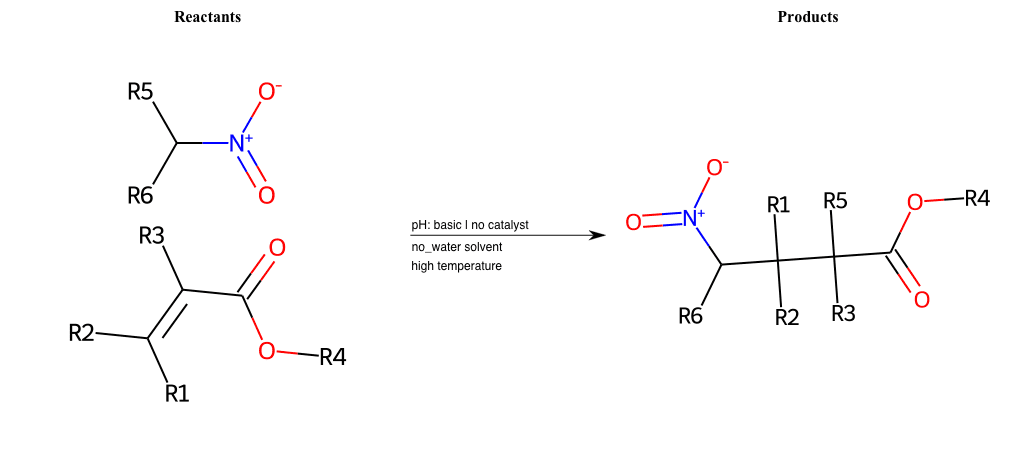 Reactants
Products
R5
O⁻
N⁺
R6
O
R3
O
R2
O
R4
R1
pH: basic | no catalyst
no_water solvent
high temperature
O⁻
O
N⁺
R1
R5
O
R4
R6
R2
R3
O